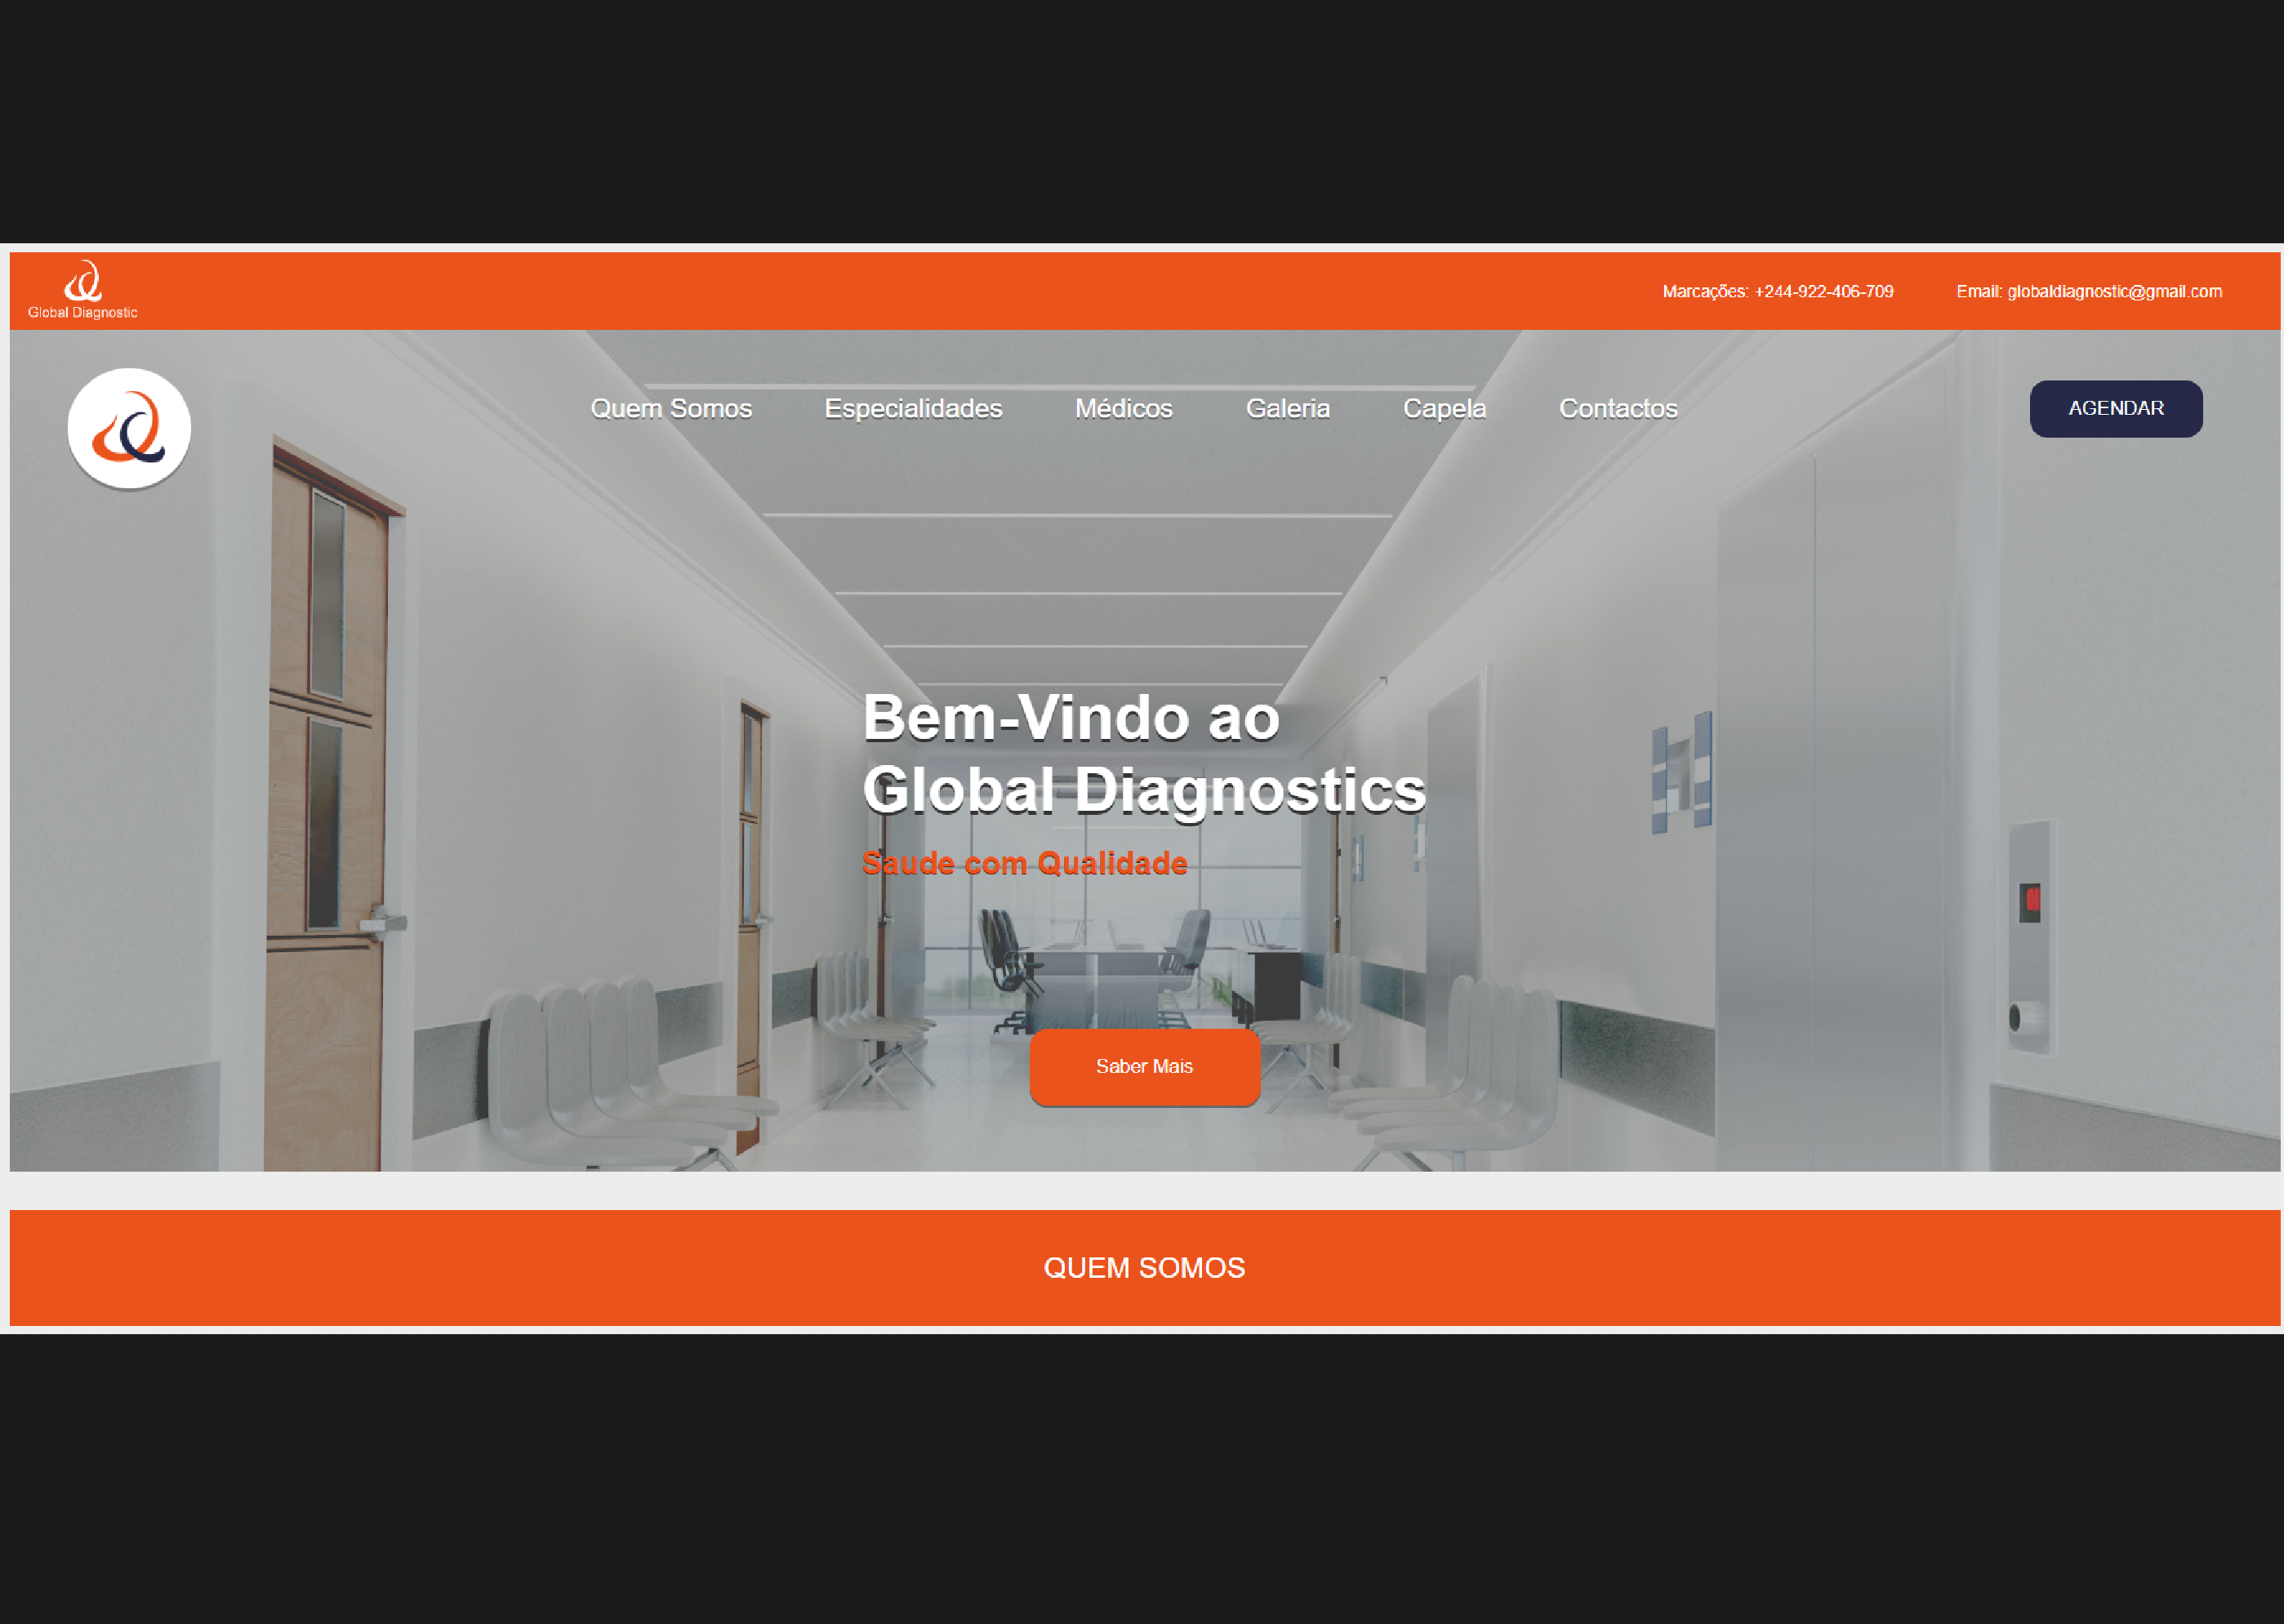 Global Diagnostic
Marcações: +244-922-406-709
Email: globaldiagnostic@gmail.com
Quem Somos
Especialidades
Médicos
Galeria
Capela
Contactos
AGENDAR
Bem-Vindo ao
Global Diagnostics
Saude com Qualidade
Saber Mais
QUEM SOMOS